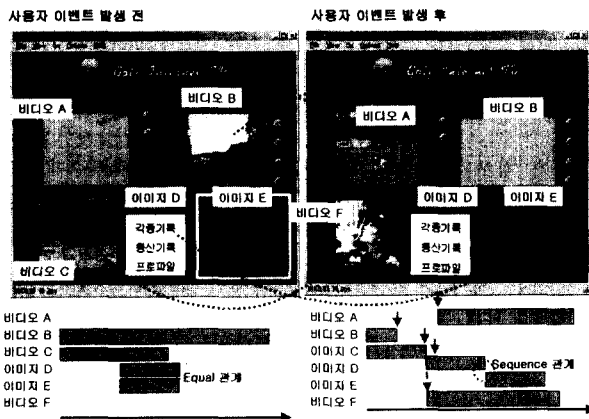 사용자 이벤트 발생 전
사용자 이벤트 발생 후
비디오 A
비디오 B
이미지 D
이미지 E
각종기록
통산기록
프로파일
비디오 C
비디오 A
비디오 B
이미지 D
이미지 E
비디오 F
각종기록
통산기록
프로파일
비디오 A
비디오 B
비디오 C
이미지 D
이미지 E
비디오 F
Equal 관계
비디오 A
비디오 B
이미지 C
이미지 D
이미지 E
비디오 F
Sequence 관계